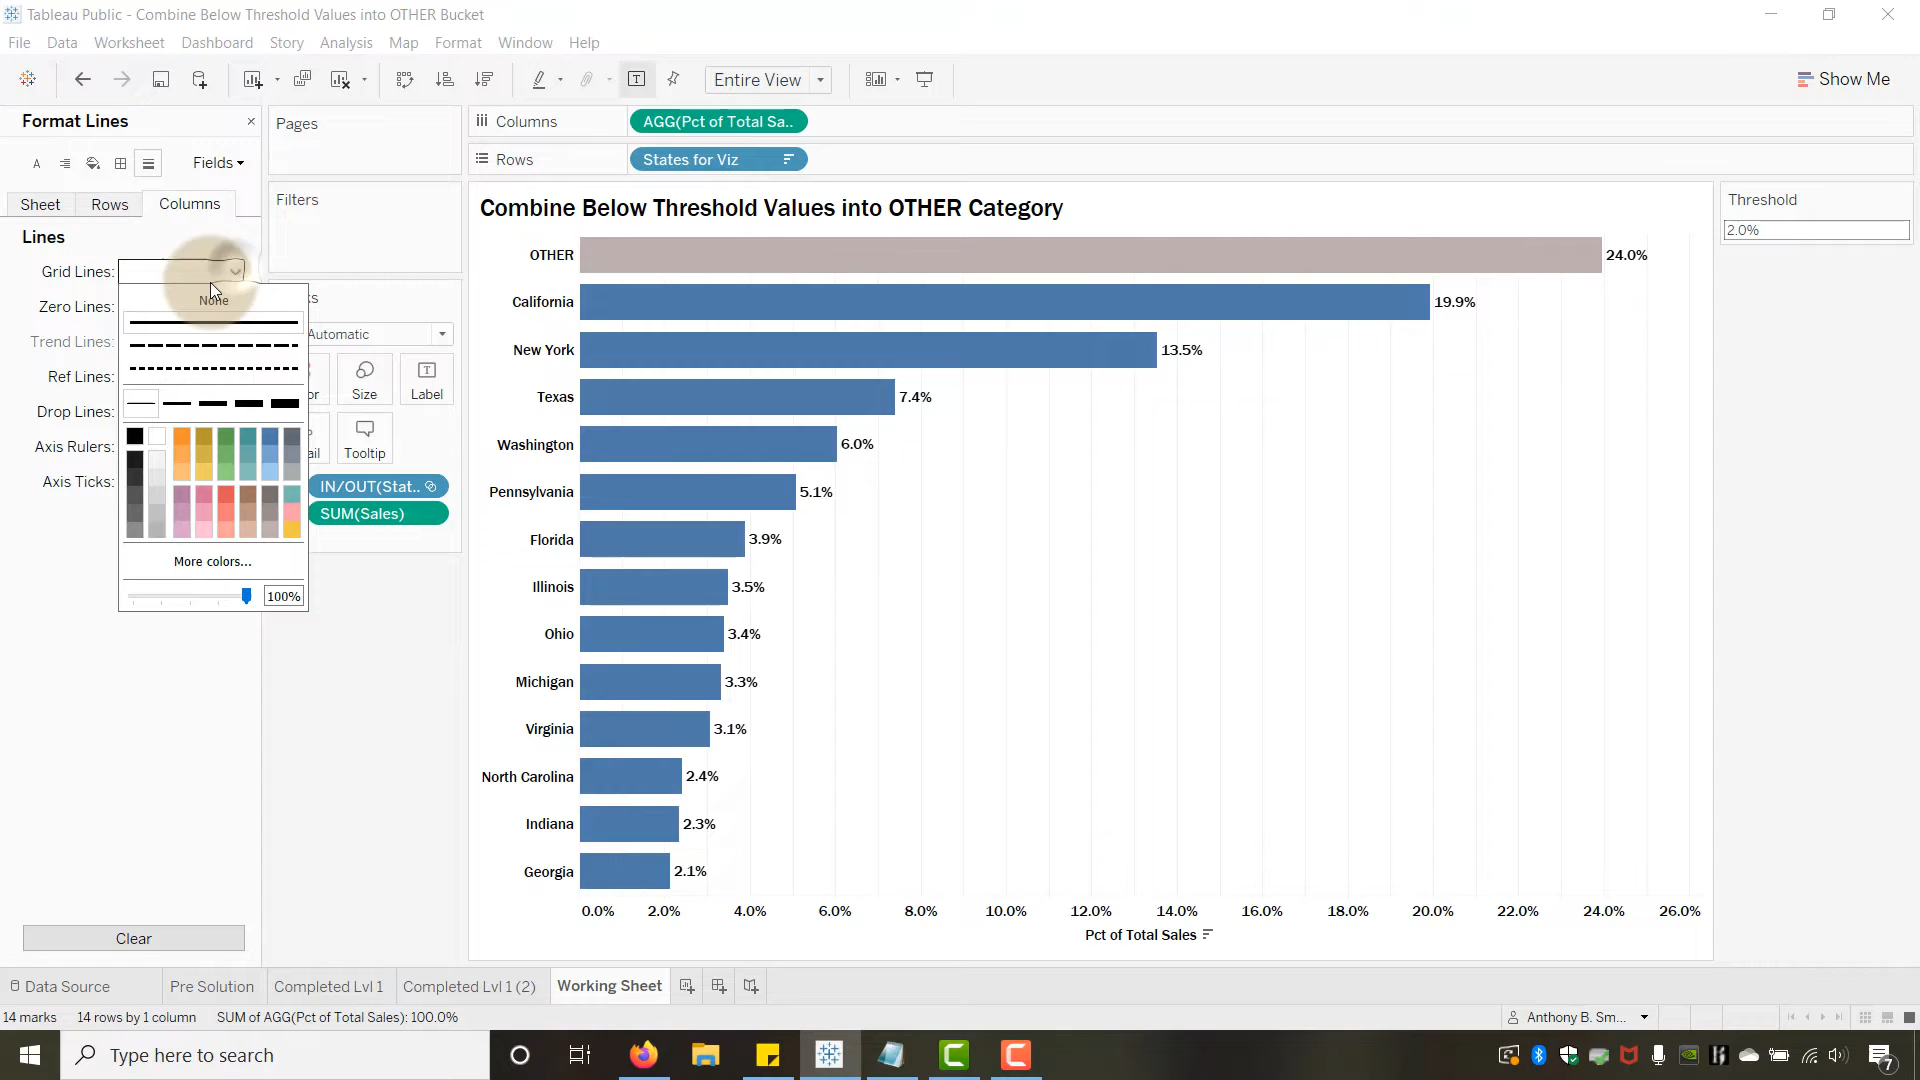 Tableau Public - Combine Below Threshold Values into OTHER Bucket
File Data Worksheet Dashboard Story Analysis Map Format Window Help
Entire View
Show Me
Format Lines
Fields
Sheet Rows Columns
Lines
Grid Lines:
Zero Lines:
Trend Lines:
Ref Lines:
Drop Lines:
Axis Rulers:
Axis Ticks:
None
More colors...
100%
Clear
Pages
Filters
Automatic
Size
Label
Tooltip
IN/OUT(Stat..
SUM(Sales)
Columns
AGG(Pct of Total Sa..
Rows
States for Viz
Combine Below Threshold Values into OTHER Category
OTHER 24.0%
California 19.9%
New York 13.5%
Texas 7.4%
Washington 6.0%
Pennsylvania 5.1%
Florida 3.9%
Illinois 3.5%
Ohio 3.4%
Michigan 3.3%
Virginia 3.1%
North Carolina 2.4%
Indiana 2.3%
Georgia 2.1%
0.0% 2.0% 4.0% 6.0% 8.0% 10.0% 12.0% 14.0% 16.0% 18.0% 20.0% 22.0% 24.0% 26.0%
Pct of Total Sales
Threshold
2.0%
Data Source Pre Solution Completed Lvl 1 Completed Lvl 1 (2) Working Sheet
14 marks 14 rows by 1 column SUM of AGG(Pct of Total Sales): 100.0%
Anthony B. Sm...
Type here to search
7